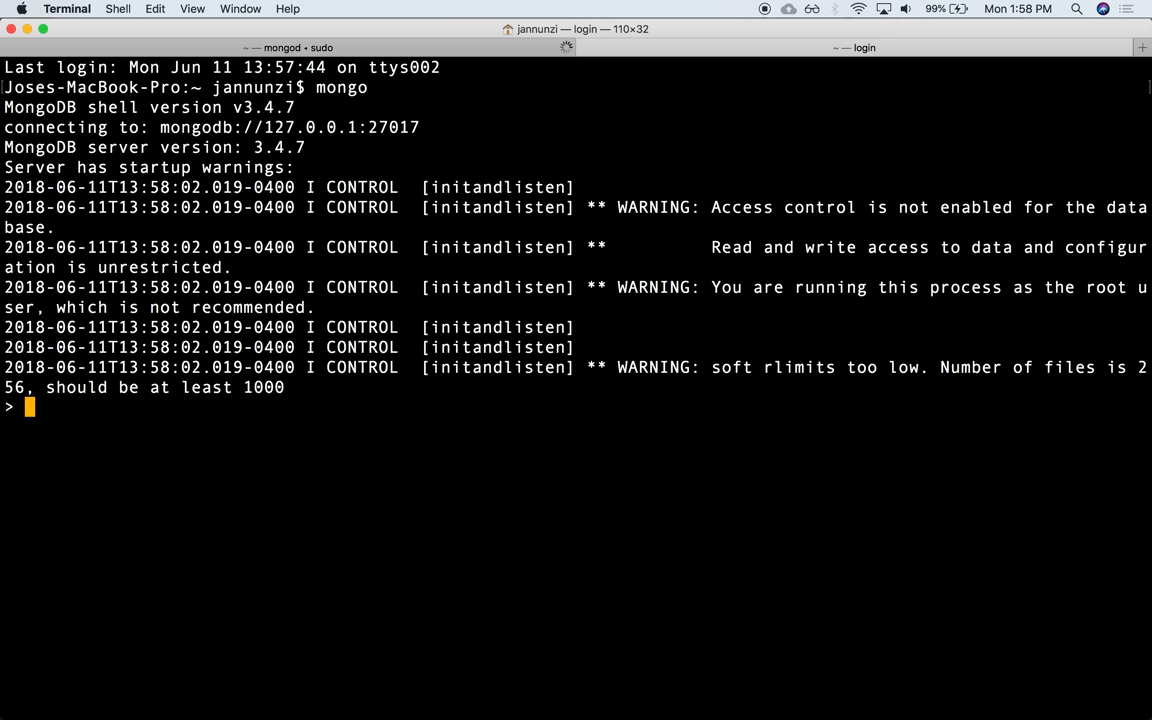 Terminal Shell Edit View Window Help 99% Mon 1:58 PM
jannunzi — login — 110×32
~ — mongod • sudo ~ — login
Last login: Mon Jun 11 13:57:44 on ttys002
[Joses-MacBook-Pro:~ jannunzi$ mongo ]
MongoDB shell version v3.4.7
connecting to: mongodb://127.0.0.1:27017
MongoDB server version: 3.4.7
Server has startup warnings:
2018-06-11T13:58:02.019-0400 I CONTROL  [initandlisten]
2018-06-11T13:58:02.019-0400 I CONTROL  [initandlisten] ** WARNING: Access control is not enabled for the data
base.
2018-06-11T13:58:02.019-0400 I CONTROL  [initandlisten] **          Read and write access to data and configur
ation is unrestricted.
2018-06-11T13:58:02.019-0400 I CONTROL  [initandlisten] ** WARNING: You are running this process as the root u
ser, which is not recommended.
2018-06-11T13:58:02.019-0400 I CONTROL  [initandlisten]
2018-06-11T13:58:02.019-0400 I CONTROL  [initandlisten]
2018-06-11T13:58:02.019-0400 I CONTROL  [initandlisten] ** WARNING: soft rlimits too low. Number of files is 2
56, should be at least 1000
>